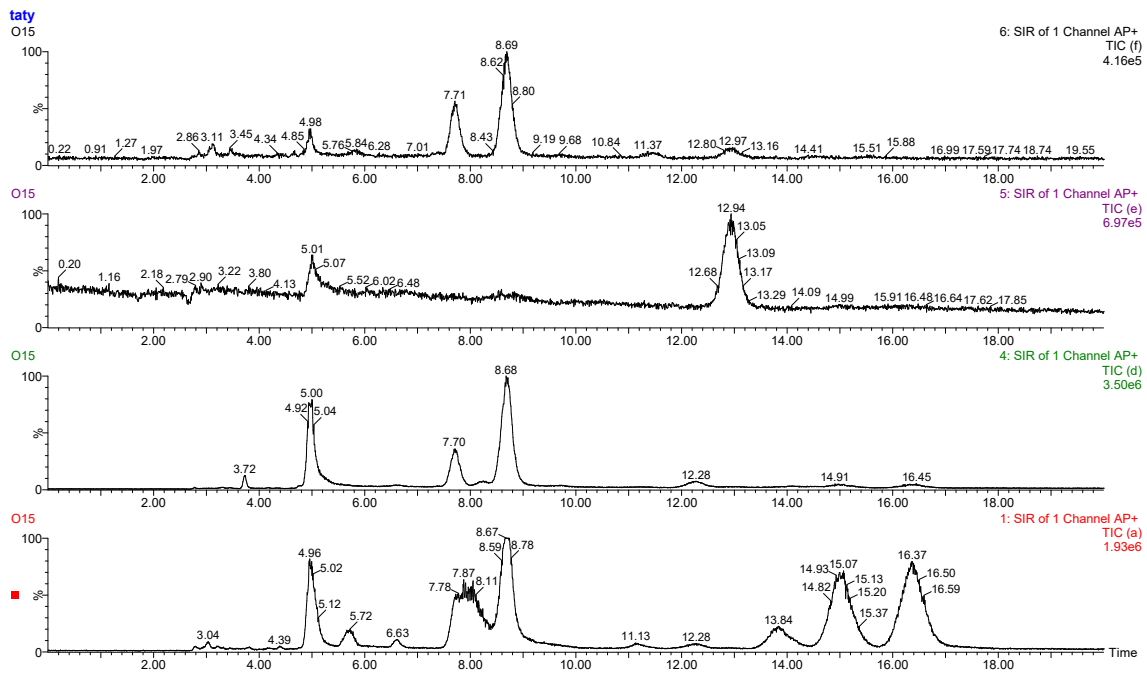 taty
O15
6: SIR of 1 Channel AP+
TIC (f)
4.16e5
100
%
0
8.69
8.62
8.80
7.71
4.98
0.22 0.91 1.27 1.97 2.86 3.11 3.45 4.34 4.85 5.76 5.84 6.28 7.01 8.43 9.19 9.68 10.84 11.37 12.80 12.97 13.16 14.41 15.51 15.88 16.99 17.59 17.74 18.74 19.55
2.00 4.00 6.00 8.00 10.00 12.00 14.00 16.00 18.00
O15
5: SIR of 1 Channel AP+
TIC (e)
6.97e5
100
%
0
12.94
13.05
13.09
12.68 13.17
5.01
5.07
0.20 1.16 2.18 2.79 2.90 3.22 3.80 4.13 5.52 6.02 6.48 13.29 14.09 14.99 15.91 16.48 16.64 17.62 17.85
2.00 4.00 6.00 8.00 10.00 12.00 14.00 16.00 18.00
O15
4: SIR of 1 Channel AP+
TIC (d)
3.50e6
100
%
0
8.68
5.00
4.92 5.04
7.70
3.72 12.28 14.91 16.45
2.00 4.00 6.00 8.00 10.00 12.00 14.00 16.00 18.00
O15
1: SIR of 1 Channel AP+
TIC (a)
1.93e6
100
%
0
8.67
8.59 8.78
4.96
5.02
5.12
7.87
7.78 8.11
15.07
14.93 15.13
14.82 15.20
15.37
16.37
16.50
16.59
3.04 4.39 5.72 6.63 11.13 12.28 13.84
2.00 4.00 6.00 8.00 10.00 12.00 14.00 16.00 18.00
Time